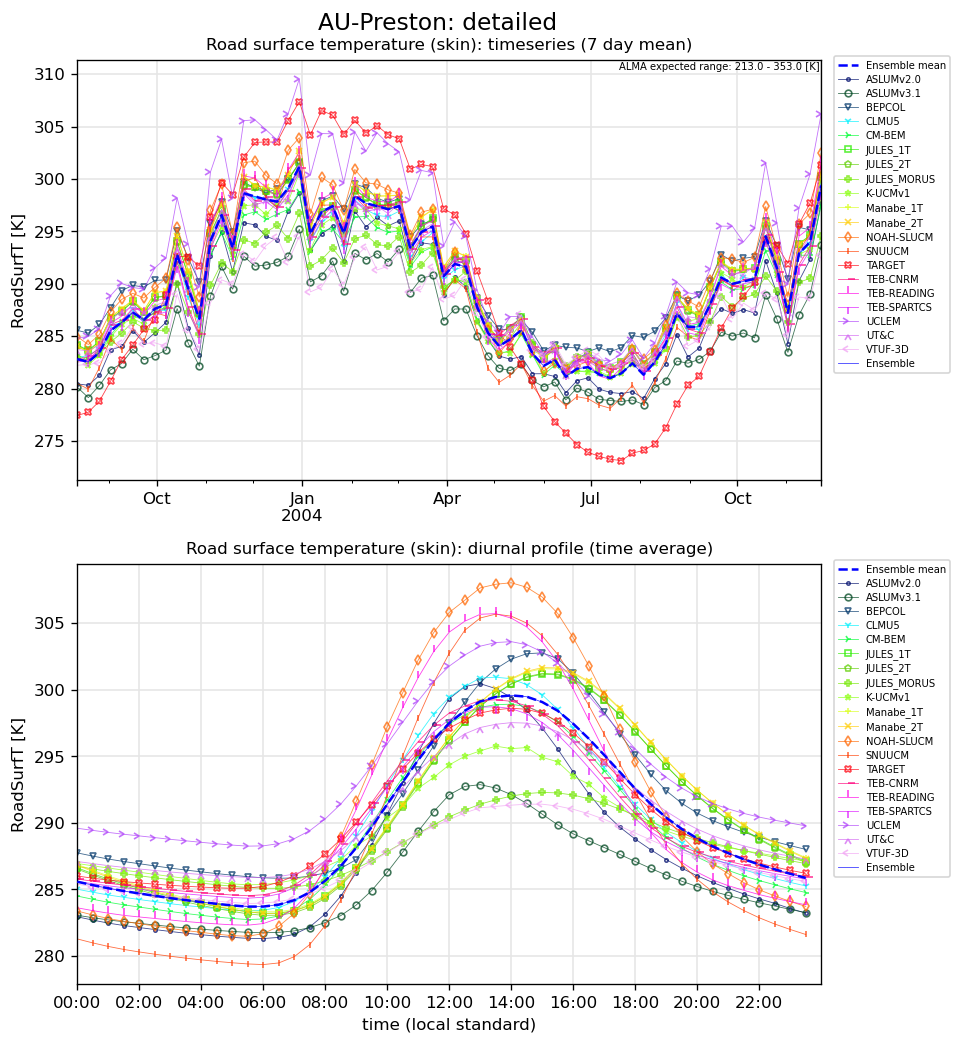 AU-Preston: detailed
Road surface temperature (skin): timeseries (7 day mean)
ALMA expected range: 213.0 - 353.0 [K]
RoadSurfT [K]
310
305
300
295
290
285
280
275
Oct
Jan
2004
Apr
Jul
Oct
Ensemble mean
ASLUMv2.0
ASLUMv3.1
BEPCOL
CLMU5
CM-BEM
JULES_1T
JULES_2T
JULES_MORUS
K-UCMv1
Manabe_1T
Manabe_2T
NOAH-SLUCM
SNUUCM
TARGET
TEB-CNRM
TEB-READING
TEB-SPARTCS
UCLEM
UT&C
VTUF-3D
Ensemble
Road surface temperature (skin): diurnal profile (time average)
RoadSurfT [K]
305
300
295
290
285
280
00:00
02:00
04:00
06:00
08:00
10:00
12:00
14:00
16:00
18:00
20:00
22:00
time (local standard)
Ensemble mean
ASLUMv2.0
ASLUMv3.1
BEPCOL
CLMU5
CM-BEM
JULES_1T
JULES_2T
JULES_MORUS
K-UCMv1
Manabe_1T
Manabe_2T
NOAH-SLUCM
SNUUCM
TARGET
TEB-CNRM
TEB-READING
TEB-SPARTCS
UCLEM
UT&C
VTUF-3D
Ensemble